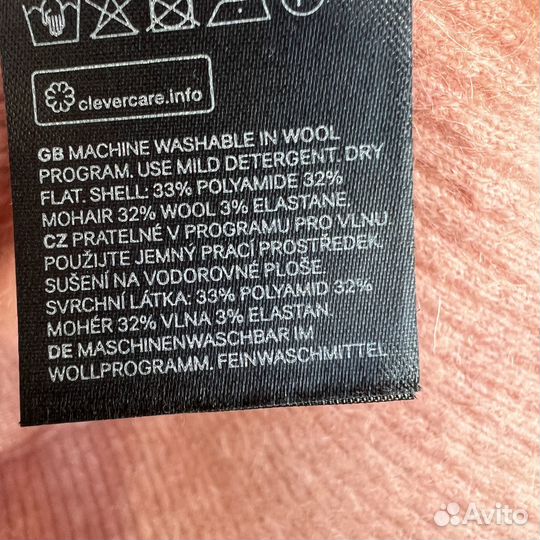 clevercare.info
GB MACHINE WASHABLE IN WOOL
PROGRAM. USE MILD DETERGENT. DRY
FLAT. SHELL: 33% POLYAMIDE 32%
MOHAIR 32% WOOL 3% ELASTANE.
CZ PRATELNÉ V PROGRAMU PRO VLNU.
POUŽIJTE JEMNÝ PRACÍ PROSTŘEDEK.
SUŠENÍ NA VODOROVNÉ PLOŠE.
SVRCHNÍ LÁTKA: 33% POLYAMID 32%
MOHÉR 32% VLNA 3% ELASTAN.
DE MASCHINENWASCHBAR IM
WOLLPROGRAMM. FEINWASCHMITTEL
Avito